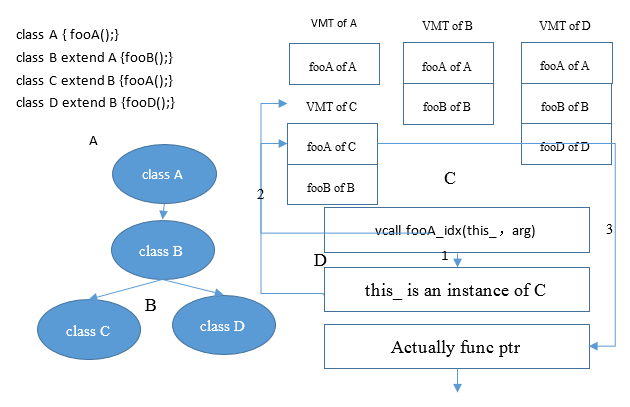 class A { fooA();}
class B extend A {fooB();}
class C extend B {fooA();}
class D extend B {fooD();}
VMT of A
VMT of B
VMT of D
fooA of A
fooA of A
fooA of A
fooB of B
fooB of B
fooD of D
VMT of C
fooA of C
fooB of B
A
class A
class B
B
class C
class D
C
2
vcall fooA_idx(this_，arg)
3
1
D
this_ is an instance of C
Actually func ptr